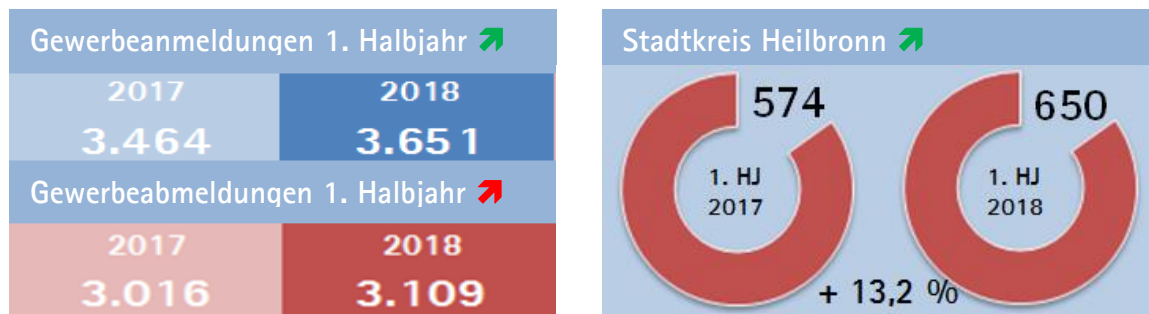 Gewerbeanmeldungen 1. Halbjahr
2017 2018
3.464 3.651
Gewerbeabmeldungen 1. Halbjahr
2017 2018
3.016 3.109
Stadtkreis Heilbronn
574 650
1. HJ 1. HJ
2017 2018
+ 13,2 %